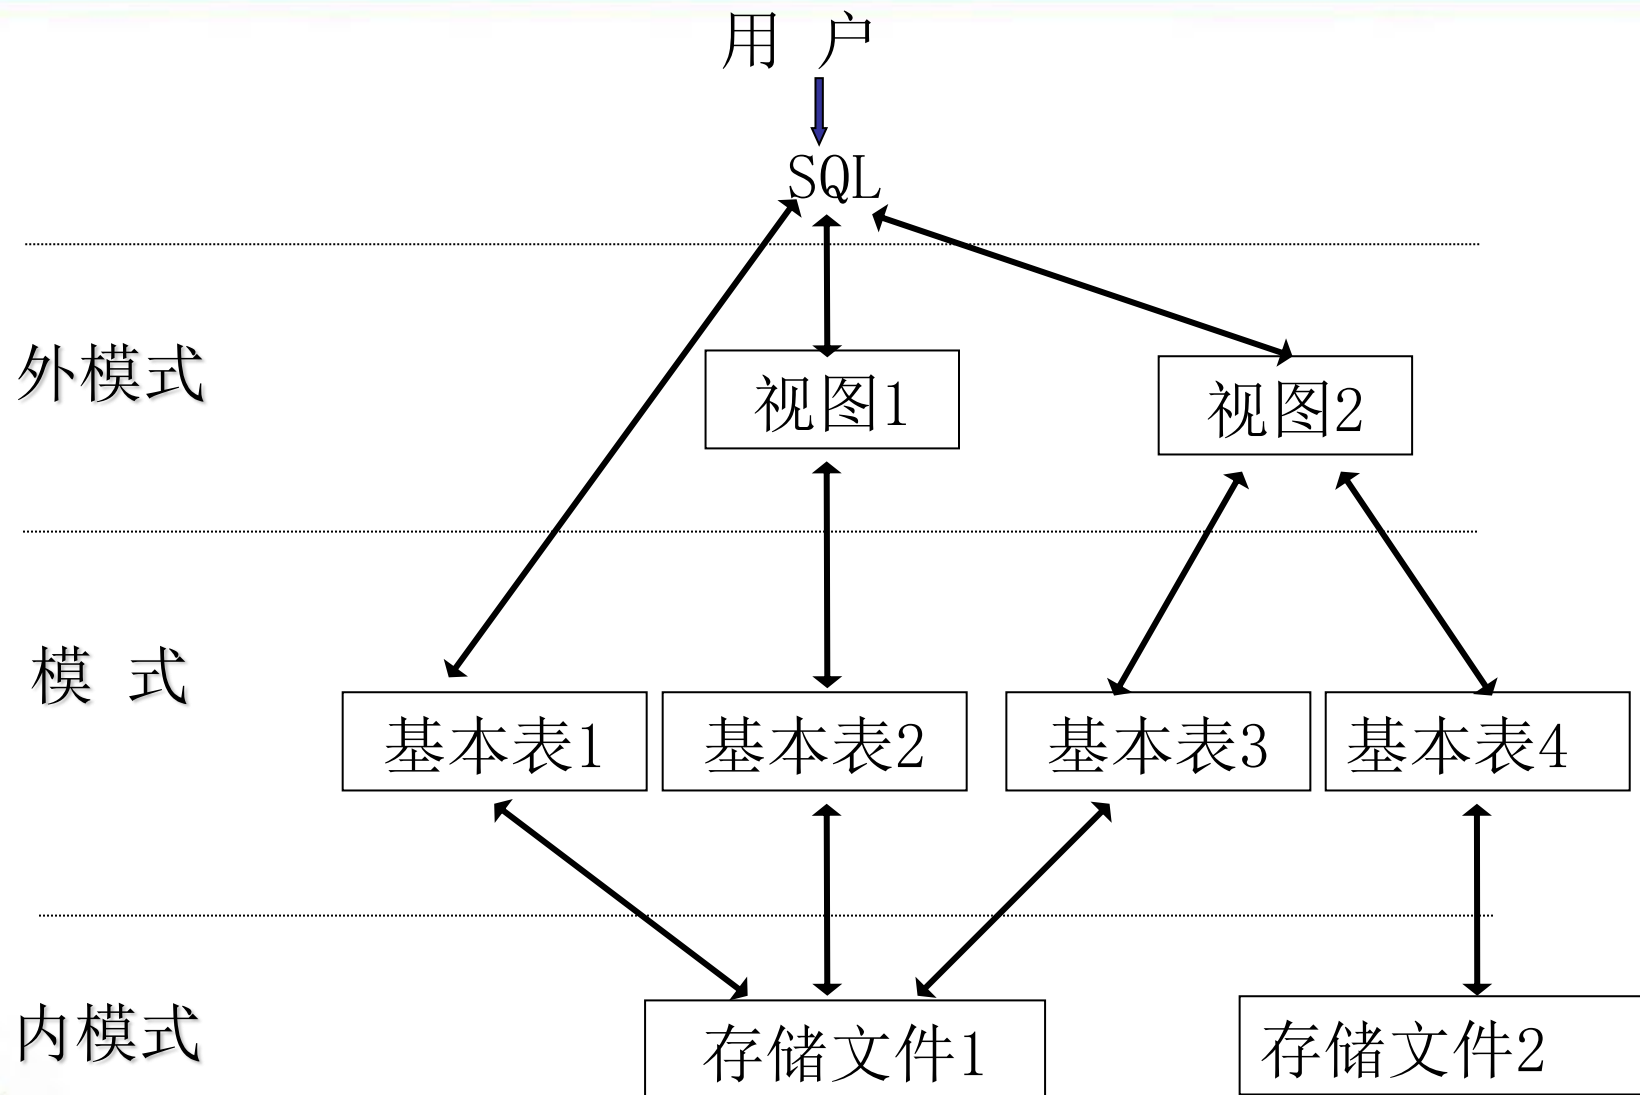 用 户
SQL
外模式
视图1
视图2
模 式
基本表1
基本表2
基本表3
基本表4
内模式
存储文件1
存储文件2